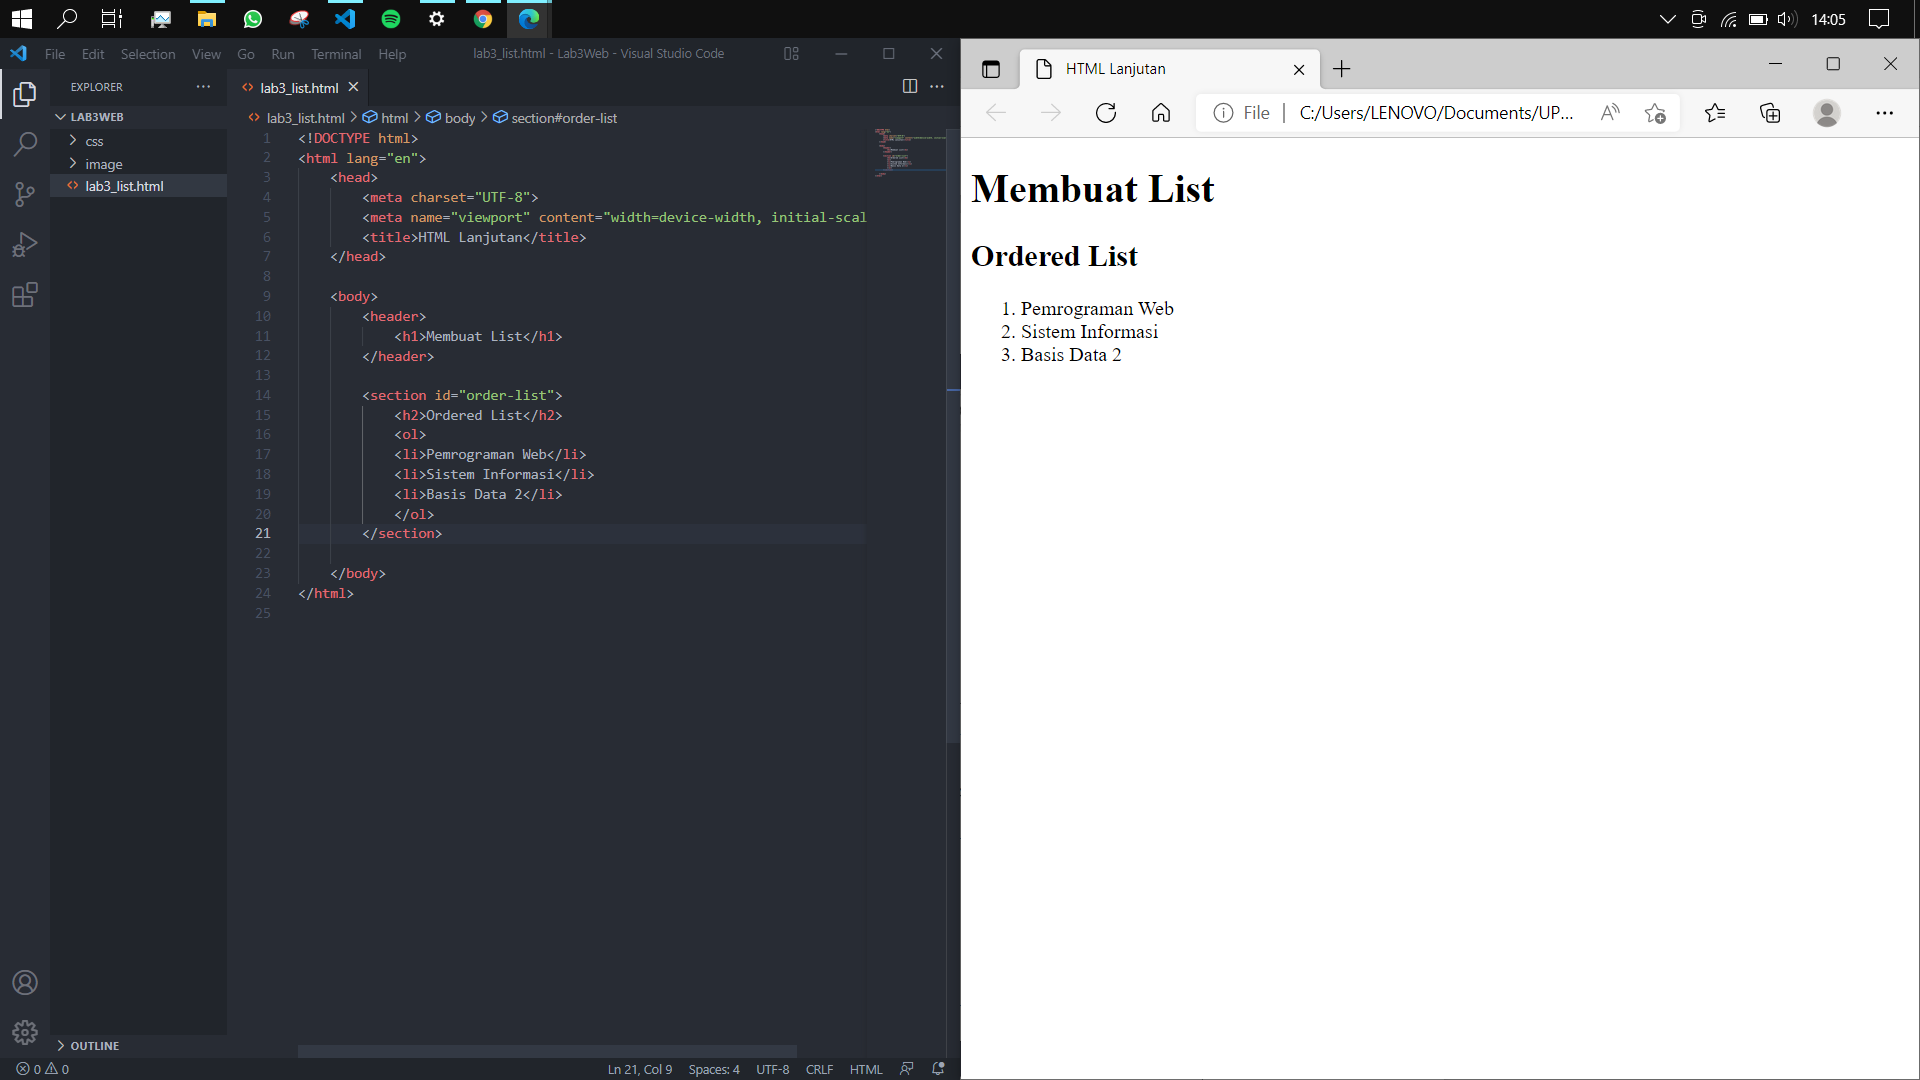 14:05
File Edit Selection View Go Run Terminal Help
lab3_list.html - Lab3Web - Visual Studio Code
EXPLORER
LAB3WEB
css
image
lab3_list.html
OUTLINE
lab3_list.html
lab3_list.html > html > body > section#order-list
1 <!DOCTYPE html>
2 <html lang="en">
3 <head>
4 <meta charset="UTF-8">
5 <meta name="viewport" content="width=device-width, initial-scal
6 <title>HTML Lanjutan</title>
7 </head>
8
9 <body>
10 <header>
11 <h1>Membuat List</h1>
12 </header>
13
14 <section id="order-list">
15 <h2>Ordered List</h2>
16 <ol>
17 <li>Pemrograman Web</li>
18 <li>Sistem Informasi</li>
19 <li>Basis Data 2</li>
20 </ol>
21 </section>
22
23 </body>
24 </html>
25
0 0
Ln 21, Col 9 Spaces: 4 UTF-8 CRLF HTML
HTML Lanjutan
File C:/Users/LENOVO/Documents/UP...
Membuat List
Ordered List
1. Pemrograman Web
2. Sistem Informasi
3. Basis Data 2